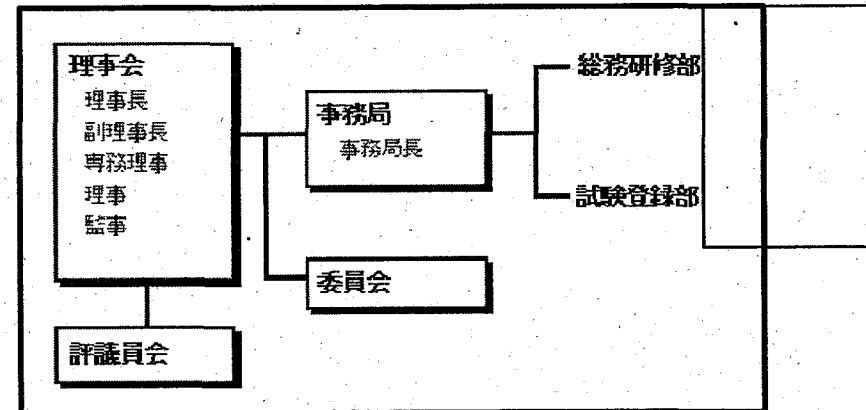 理事会
理事長
副理事長
専務理事
理事
監事
事務局
事務局長
総務研修部
試験登録部
委員会
評議員会